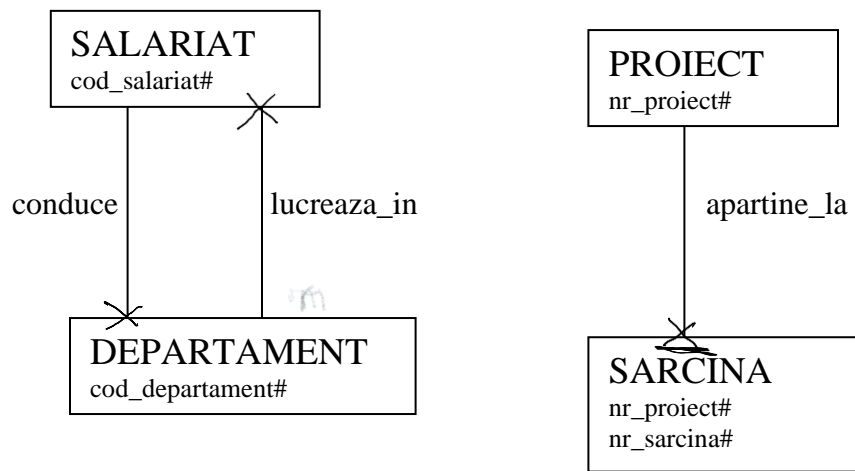 SALARIAT
cod_salariat#
PROIECT
nr_proiect#
conduce
lucreaza_in
apartine_la
m
DEPARTAMENT
cod_departament#
SARCINA
nr_proiect#
nr_sarcina#